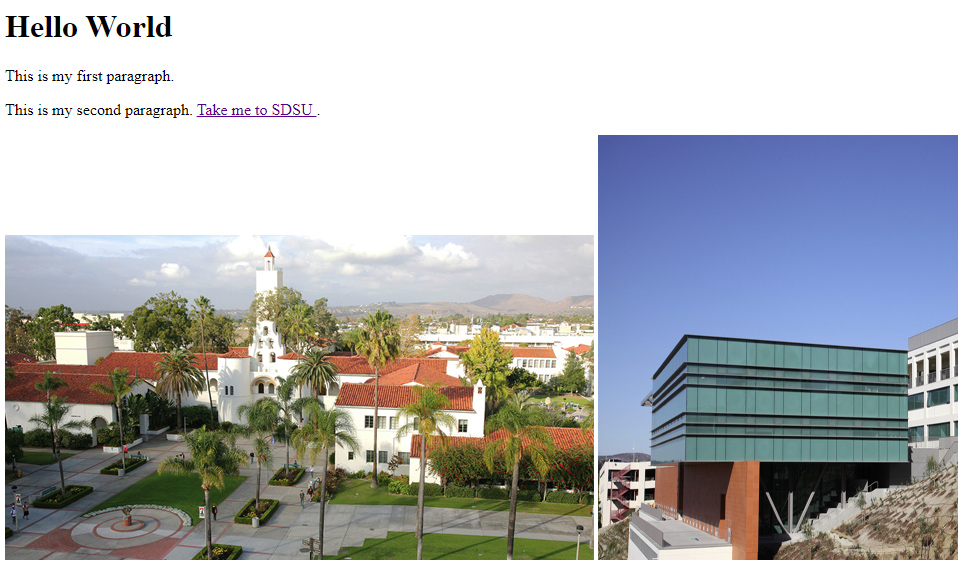 Hello World
This is my first paragraph.
This is my second paragraph. Take me to SDSU .